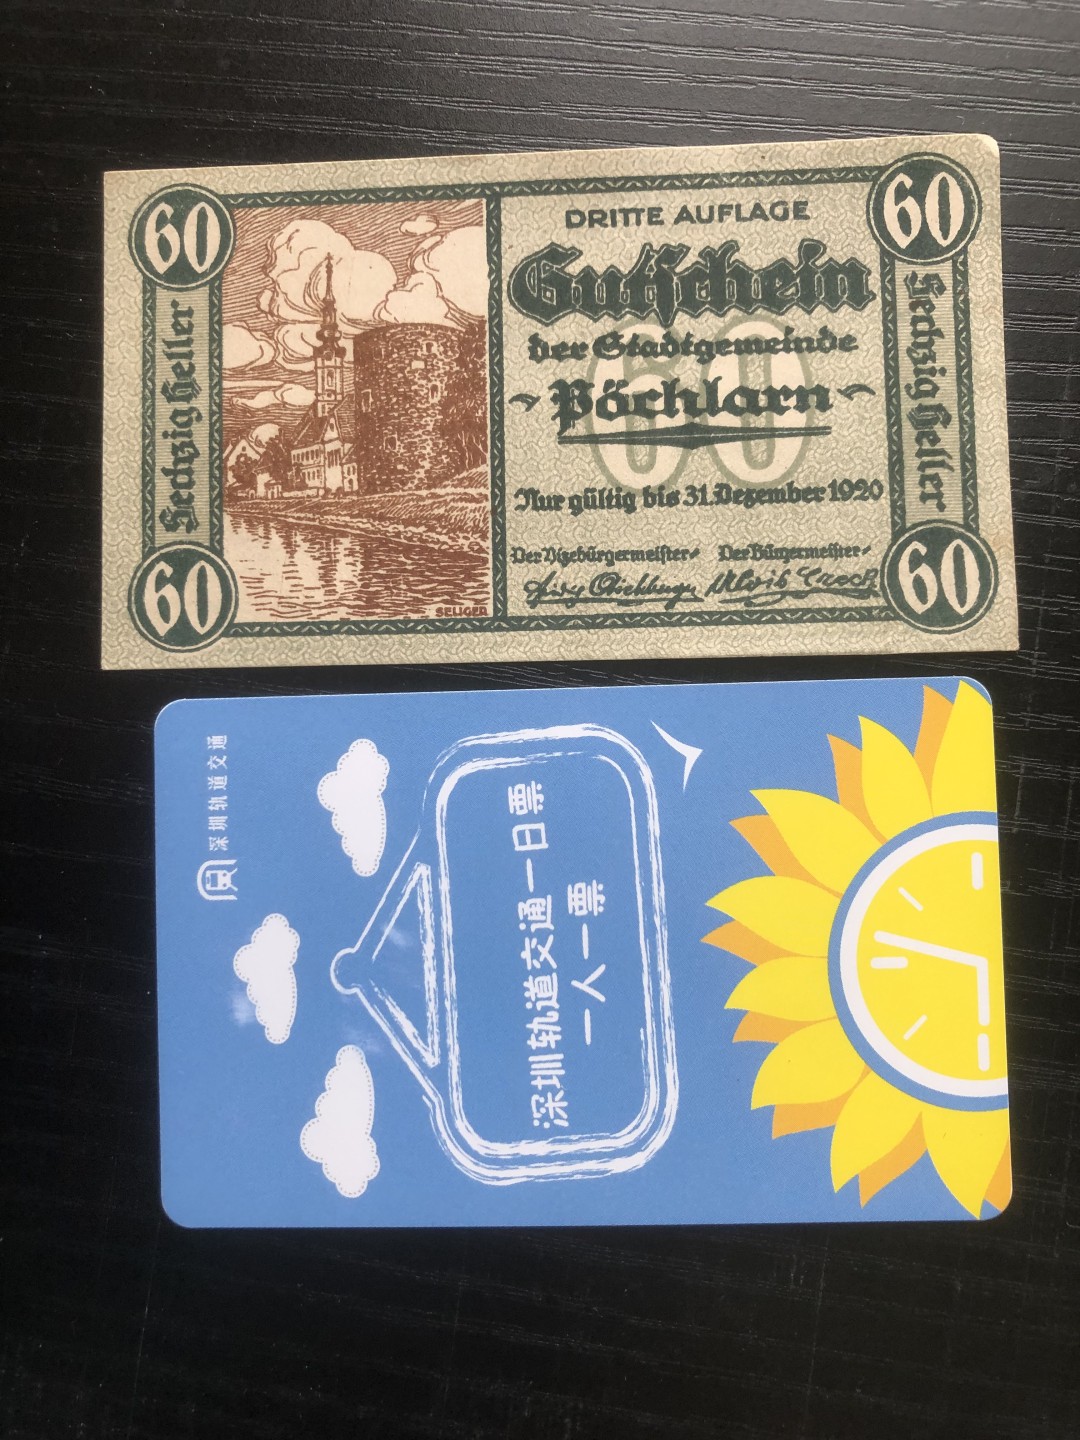 60
60
DRITTE AUFLAGE
Gutschein
der Stadtgemeinde
Pöchlarn
60
Nur gültig bis 31. Dezember 1920
Der Vizebürgermeister
Der Bürgermeister
Sechzig Heller
Sechzig Heller
SELIGER
60
60
深圳轨道交通
深圳轨道交通一日票
一人一票